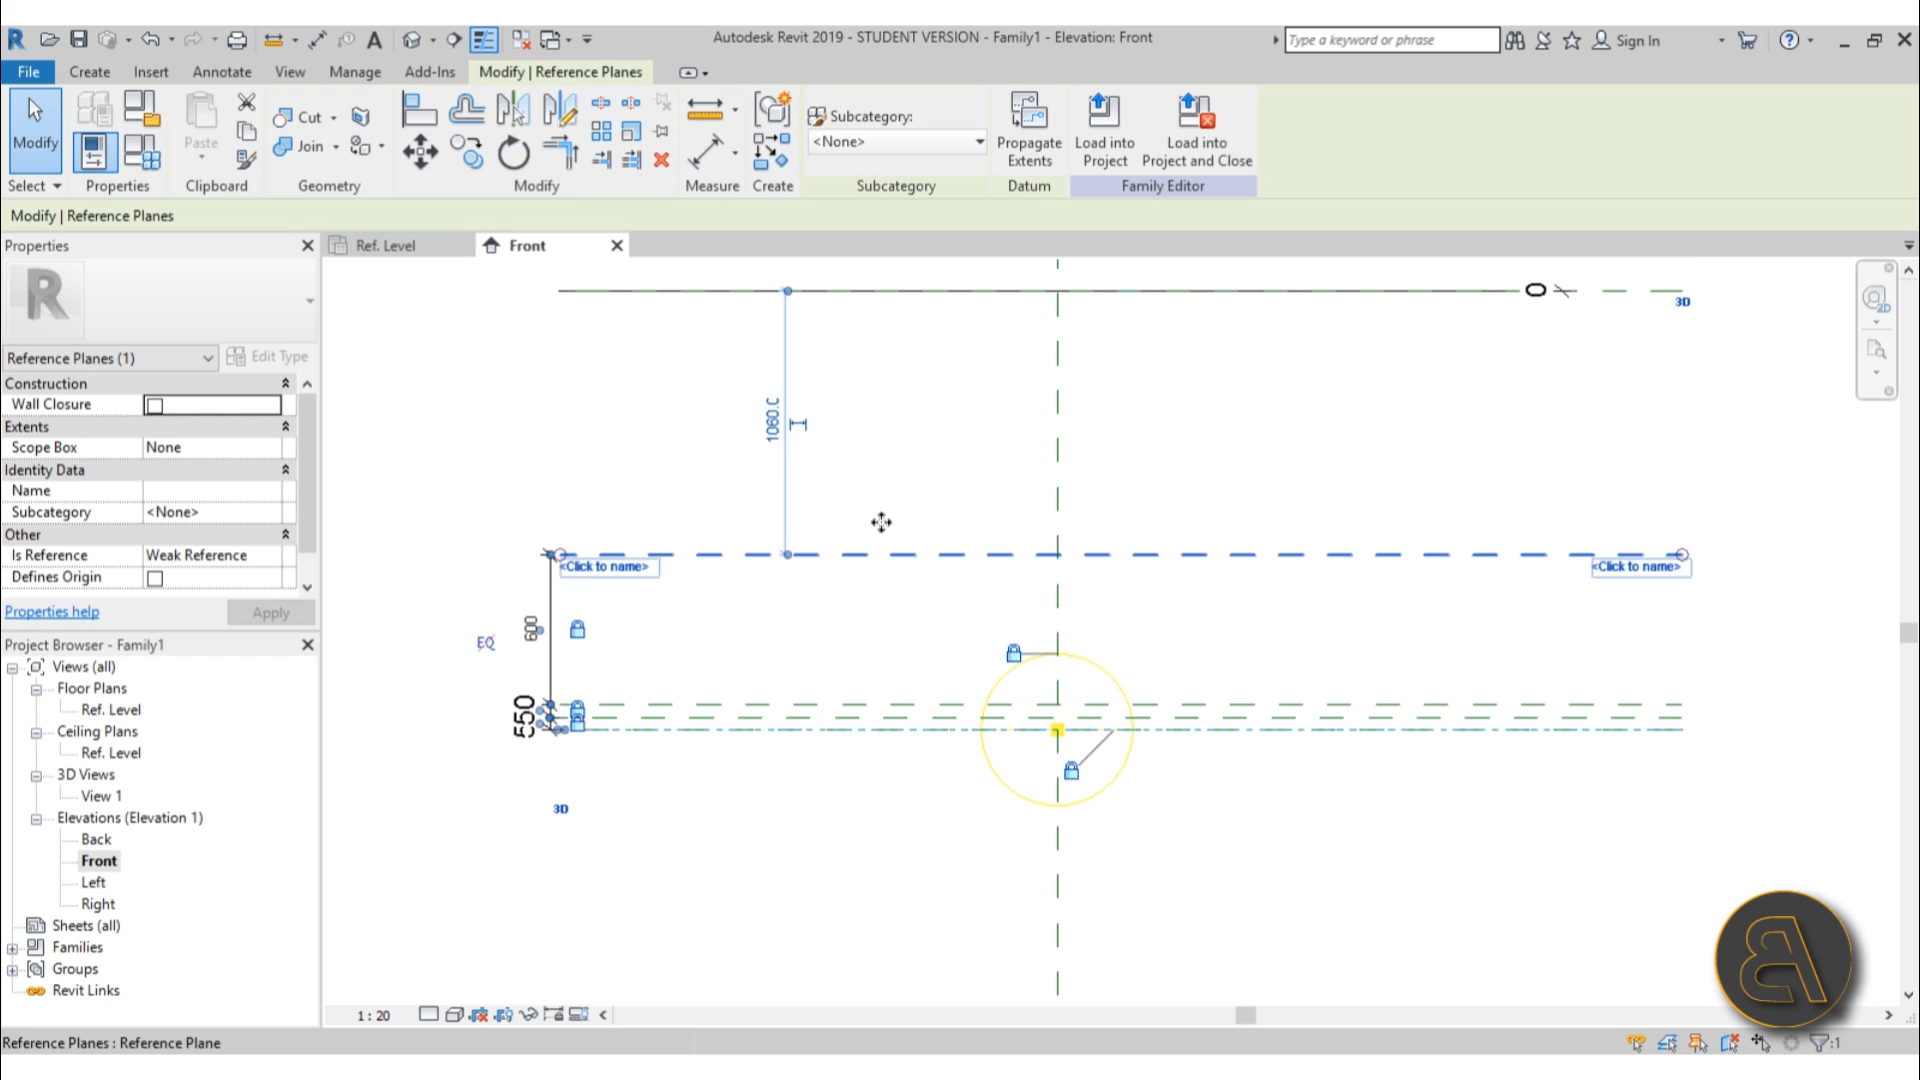 Autodesk Revit 2019 - STUDENT VERSION - Family1 - Elevation: Front
Type a keyword or phrase
Sign In
File
Create
Insert
Annotate
View
Manage
Add-Ins
Modify | Reference Planes
Modify
Paste
Cut
Join
Subcategory:
<None>
Propagate
Extents
Load into
Project
Load into
Project and Close
Select
Properties
Clipboard
Geometry
Modify
Measure
Create
Subcategory
Datum
Family Editor
Modify | Reference Planes
Properties
Ref. Level
Front
Reference Planes (1)
Edit Type
Construction
Wall Closure
Extents
Scope Box
None
Identity Data
Name
Subcategory
<None>
Other
Is Reference
Weak Reference
Defines Origin
Properties help
Apply
Project Browser - Family1
Views (all)
Floor Plans
Ref. Level
Ceiling Plans
Ref. Level
3D Views
View 1
Elevations (Elevation 1)
Back
Front
Left
Right
Sheets (all)
Families
Groups
Revit Links
0
3D
2D
1060.0
<Click to name>
<Click to name>
600
EQ
3D
1 : 20
Reference Planes : Reference Plane
:1